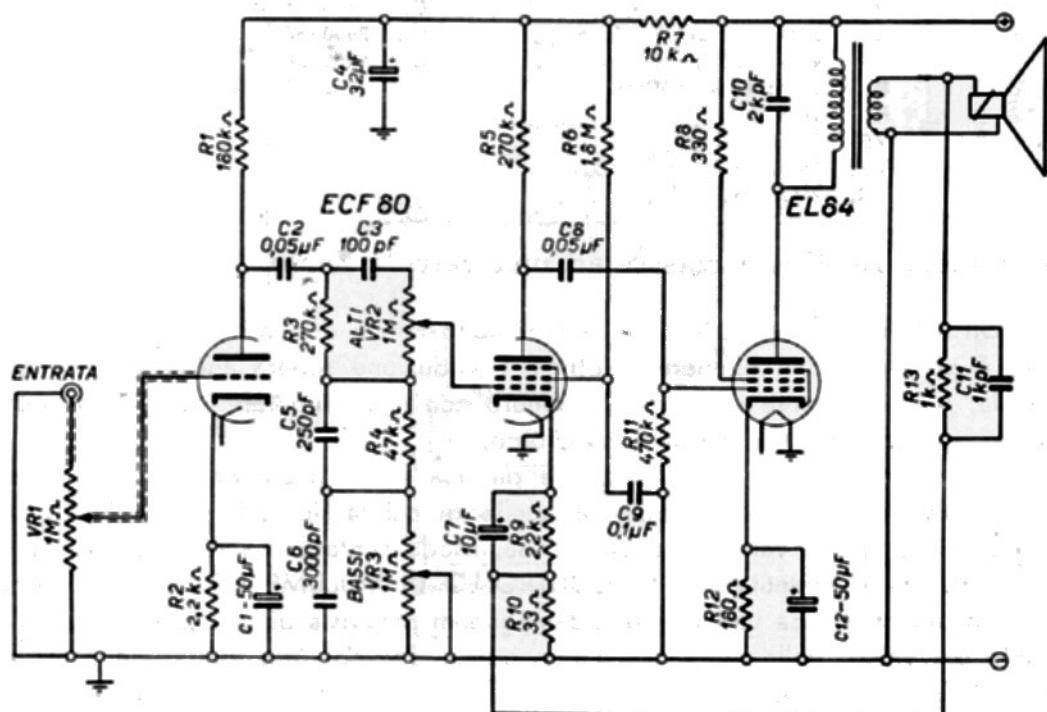 R1
180kΩ
C4
32µF
R5
270kΩ
R6
1,8MΩ
R7
10kΩ
R8
330Ω
C10
2kpF
+
ECF 80
EL84
C2
0,05µF
C3
100pF
C8
0,05µF
R3
270kΩ
ALTI
VR2
1MΩ
ENTRATA
VR1
1MΩ
C5
250pF
R4
47kΩ
R11
470kΩ
R13
1kΩ
C11
1kpF
C9
0,1µF
R2
2,2kΩ
C1-50µF
C6
3000pF
BASSI
VR3
1MΩ
C7
10µF
R9
2,2kΩ
R10
33Ω
R12
180Ω
C12-50µF
-